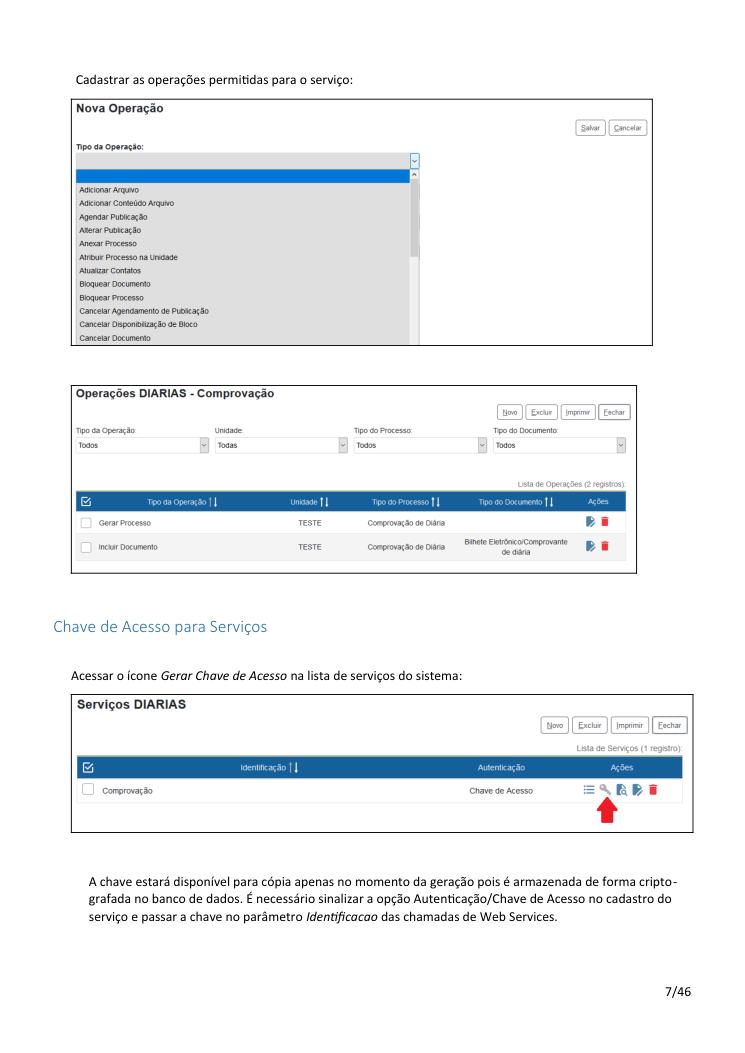 Cadastrar as operações permitidas para o serviço:
Nova Operação
Salvar Cancelar
Tipo da Operação:
Adicionar Arquivo
Adicionar Conteúdo Arquivo
Agendar Publicação
Alterar Publicação
Anexar Processo
Atribuir Processo na Unidade
Atualizar Contatos
Bloquear Documento
Bloquear Processo
Cancelar Agendamento de Publicação
Cancelar Disponibilização de Bloco
Cancelar Documento
Operações DIARIAS - Comprovação
Novo Excluir Imprimir Fechar
Tipo da Operação: Unidade: Tipo do Processo: Tipo do Documento:
Todos Todas Todos Todos
Lista de Operações (2 registros):
Tipo da Operação Unidade Tipo do Processo Tipo do Documento Ações
Gerar Processo TESTE Comprovação de Diária
Incluir Documento TESTE Comprovação de Diária Bilhete Eletrônico/Comprovante
de diária
Chave de Acesso para Serviços
Acessar o ícone Gerar Chave de Acesso na lista de serviços do sistema:
Serviços DIARIAS
Novo Excluir Imprimir Fechar
Lista de Serviços (1 registro):
Identificação Autenticação Ações
Comprovação Chave de Acesso
A chave estará disponível para cópia apenas no momento da geração pois é armazenada de forma cripto-
grafada no banco de dados. É necessário sinalizar a opção Autenticação/Chave de Acesso no cadastro do
serviço e passar a chave no parâmetro Identificacao das chamadas de Web Services.
7/46